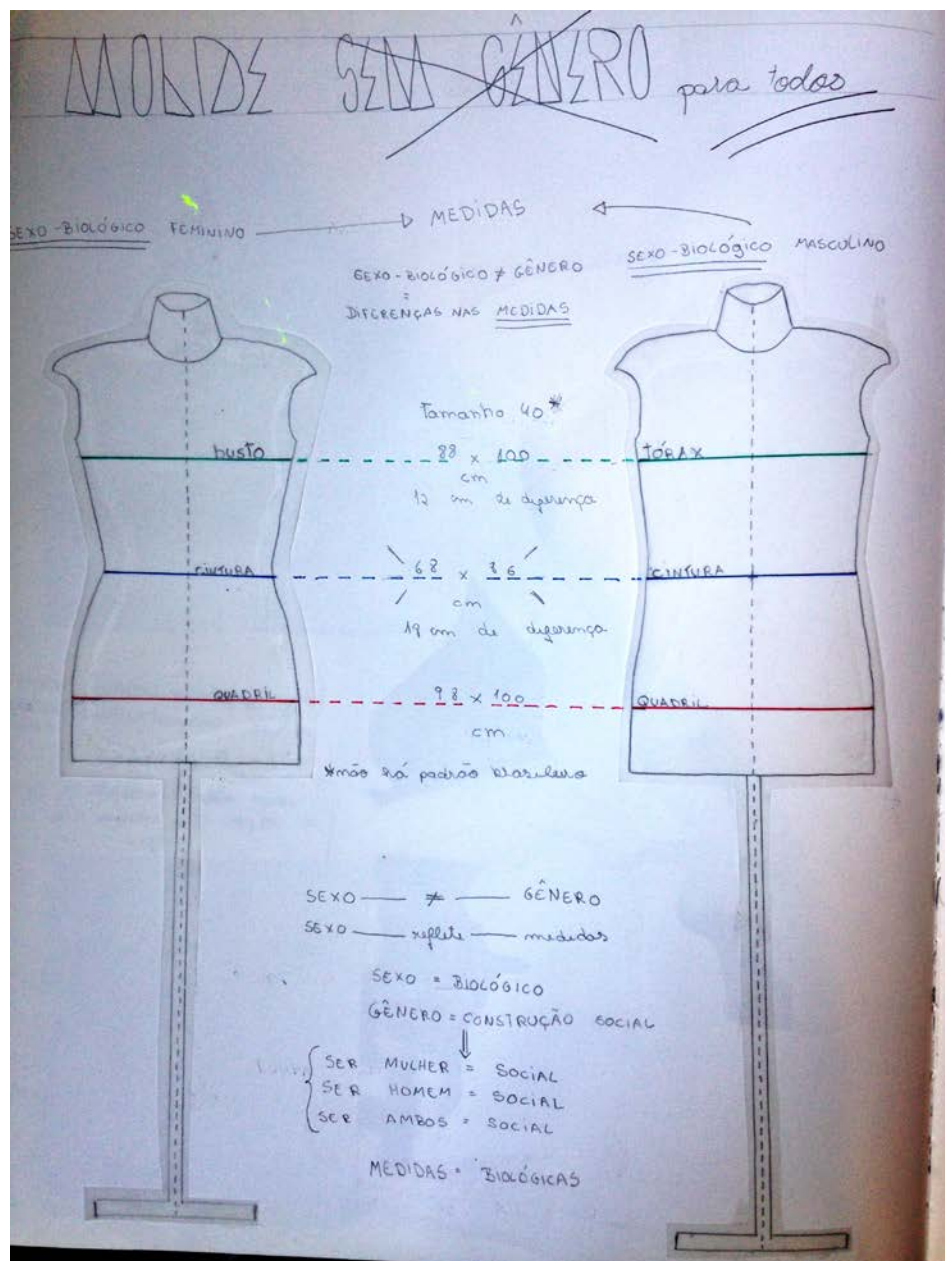 MOLDE SEM GÊNERO para todos
SEXO-BIOLÓGICO FEMININO
MEDIDAS
SEXO-BIOLÓGICO MASCULINO
SEXO-BIOLÓGICO ≠ GÊNERO
=
DIFERENÇAS NAS MEDIDAS
Tamanho 40*
busto 88 x 100 TÓRAX
cm
12 cm de diferença
CINTURA 68 x 86 CINTURA
cm
18 cm de diferença
QUADRIL 98 x 100 QUADRIL
cm
*não há padrão brasileiro
SEXO — ≠ — GÊNERO
SEXO — reflete — medidas
SEXO = BIOLÓGICO
GÊNERO = CONSTRUÇÃO SOCIAL
SER MULHER = SOCIAL
SER HOMEM = SOCIAL
SER AMBOS = SOCIAL
MEDIDAS = BIOLÓGICAS